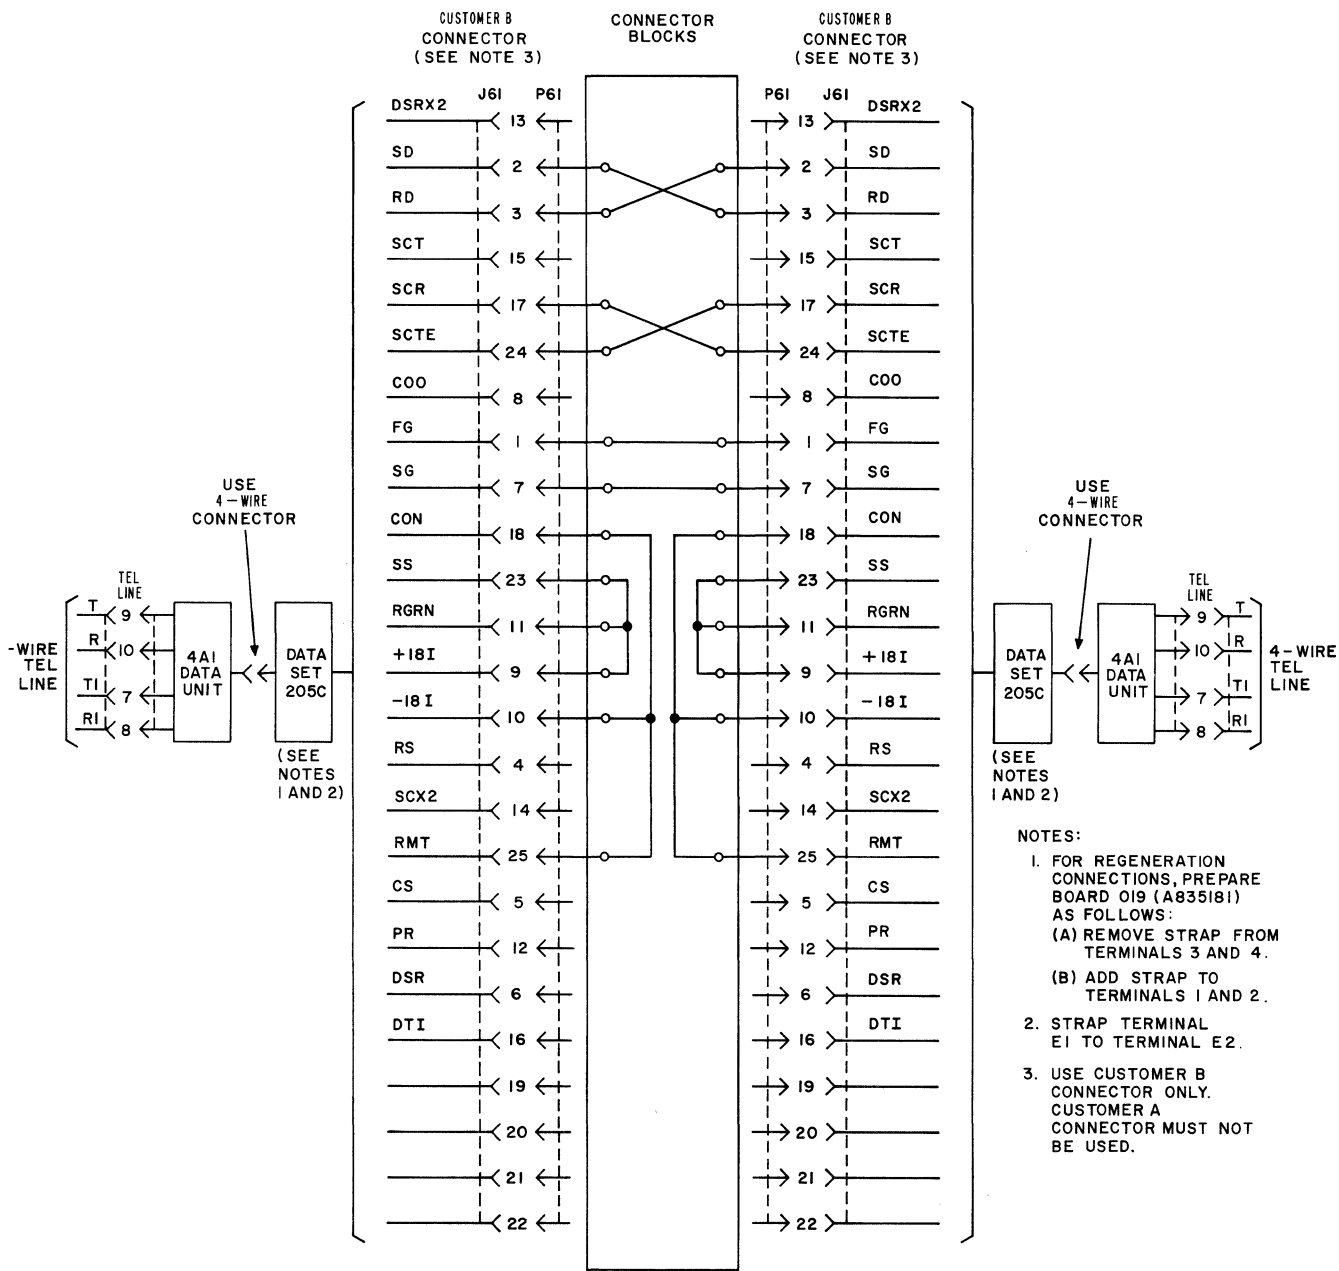 CUSTOMER B
CONNECTOR
(SEE NOTE 3)
CONNECTOR
BLOCKS
CUSTOMER B
CONNECTOR
(SEE NOTE 3)
J61 P61
P61 J61
DSRX2 13
13 DSRX2
SD 2
2 SD
RD 3
3 RD
SCT 15
15 SCT
SCR 17
17 SCR
SCTE 24
24 SCTE
COO 8
8 COO
FG 1
1 FG
SG 7
7 SG
CON 18
18 CON
SS 23
23 SS
RGRN 11
11 RGRN
+18I 9
9 +18I
-18I 10
10 -18I
RS 4
4 RS
SCX2 14
14 SCX2
RMT 25
25 RMT
CS 5
5 CS
PR 12
12 PR
DSR 6
6 DSR
DTI 16
16 DTI
19
19
20
20
21
21
22
22
USE
4-WIRE
CONNECTOR
TEL
LINE
-WIRE
TEL
LINE
T 9
R 10
T1 7
R1 8
4A1
DATA
UNIT
DATA
SET
205C
(SEE
NOTES
1 AND 2)
USE
4-WIRE
CONNECTOR
DATA
SET
205C
(SEE
NOTES
1 AND 2)
4A1
DATA
UNIT
TEL
LINE
9 T
10 R
7 T1
8 R1
4-WIRE
TEL
LINE
NOTES:
1. FOR REGENERATION
CONNECTIONS, PREPARE
BOARD 019 (A835181)
AS FOLLOWS:
(A) REMOVE STRAP FROM
TERMINALS 3 AND 4.
(B) ADD STRAP TO
TERMINALS 1 AND 2.
2. STRAP TERMINAL
E1 TO TERMINAL E2.
3. USE CUSTOMER B
CONNECTOR ONLY.
CUSTOMER A
CONNECTOR MUST NOT
BE USED.